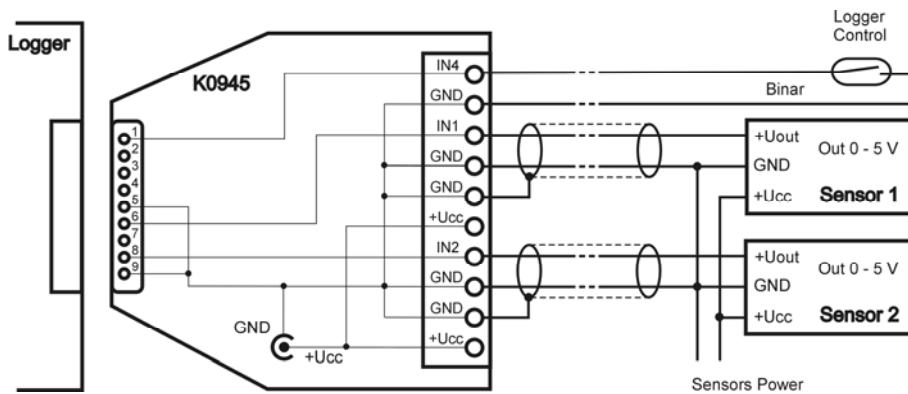 Logger
K0945
1
2
3
4
5
6
7
8
9
GND
+Ucc
IN4
GND
IN1
GND
GND
+Ucc
IN2
GND
GND
+Ucc
Logger
Control
Binar
+Uout
GND
+Ucc
Out 0 - 5 V
Sensor 1
+Uout
GND
+Ucc
Out 0 - 5 V
Sensor 2
Sensors Power